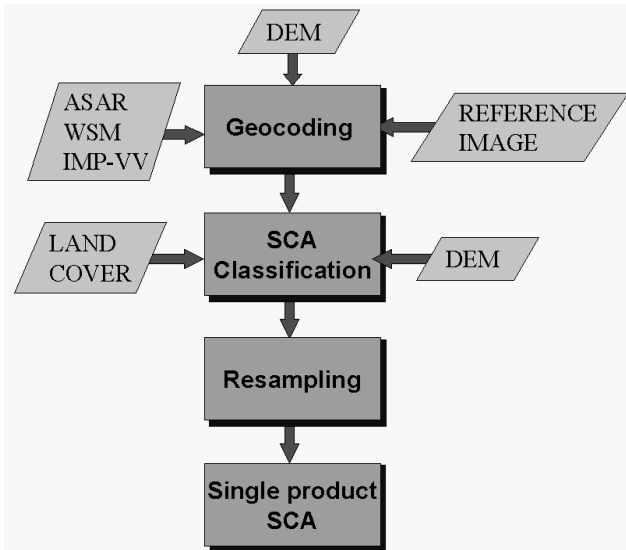 DEM
ASAR
WSM
IMP-VV
Geocoding
REFERENCE
IMAGE
LAND
COVER
SCA
Classification
DEM
Resampling
Single product
SCA